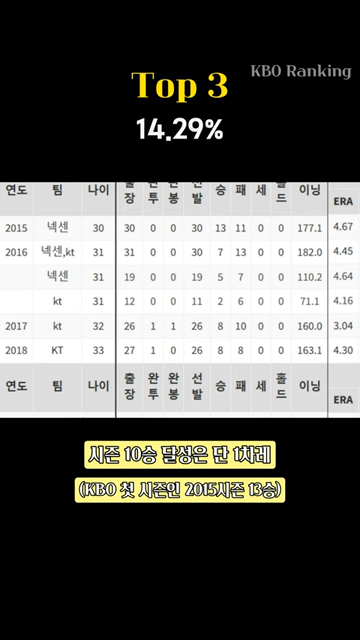 KBO Ranking
Top 3
14.29%
연도 팀 나이 출장 완투 완봉 선발 승 패 세 홀드 이닝 ERA
2015 넥센 30 30 0 0 30 13 11 0 0 177.1 4.67
2016 넥센,kt 31 31 0 0 30 7 13 0 0 182.0 4.45
넥센 31 19 0 0 19 5 7 0 0 110.2 4.64
kt 31 12 0 0 11 2 6 0 0 71.1 4.16
2017 kt 32 26 1 1 26 8 10 0 0 160.0 3.04
2018 KT 33 27 1 0 26 8 8 0 0 163.1 4.30
연도 팀 나이 출장 완투 완봉 선발 승 패 세 홀드 이닝 ERA
시즌 10승 달성은 단 1차례
(KBO 첫 시즌인 2015시즌 13승)